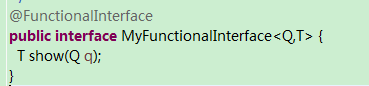 @FunctionalInterface
public interface MyFunctionalInterface<Q,T> {
  T show(Q q);
}